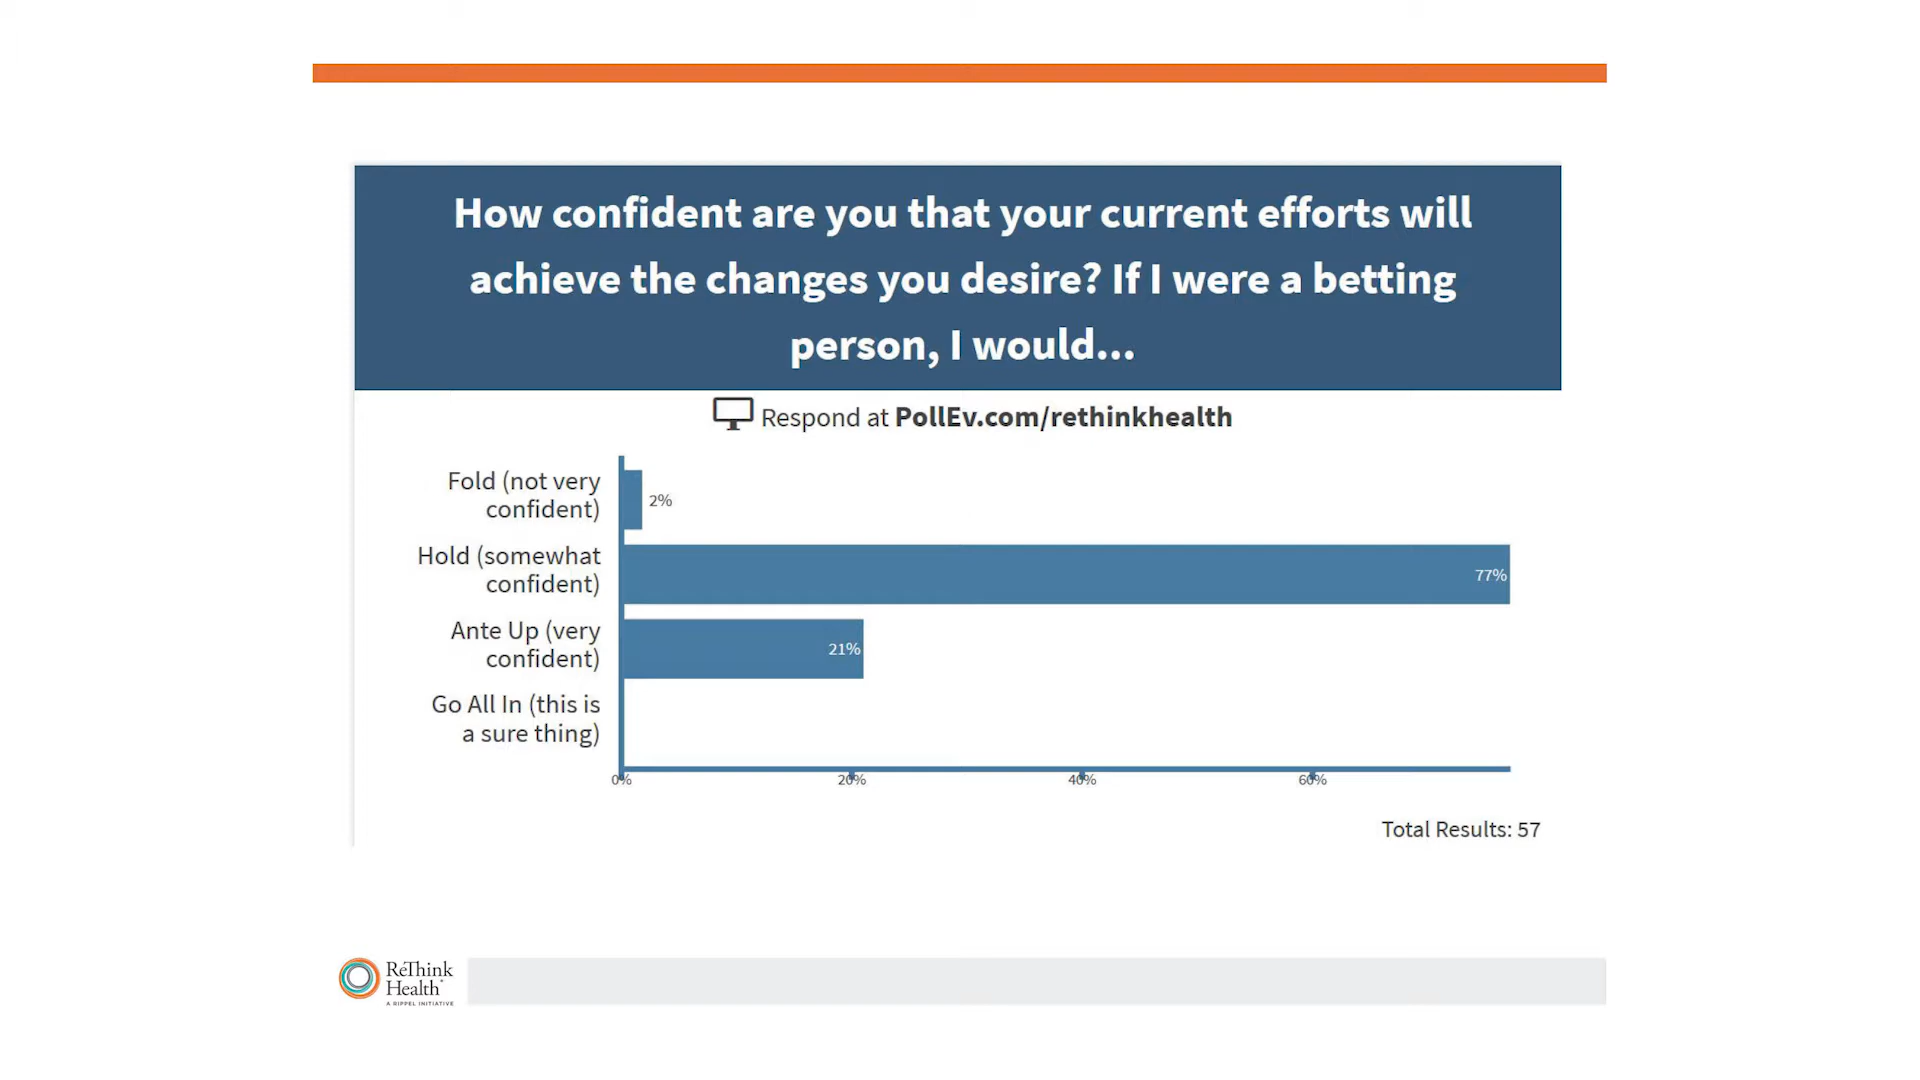 How confident are you that your current efforts will
achieve the changes you desire? If I were a betting
person, I would...
Respond at PollEv.com/rethinkhealth
Fold (not very
confident)
2%
Hold (somewhat
confident)
77%
Ante Up (very
confident)
21%
Go All In (this is
a sure thing)
0% 20% 40% 60%
Total Results: 57
ReThink
Health
A RIPPEL INITIATIVE